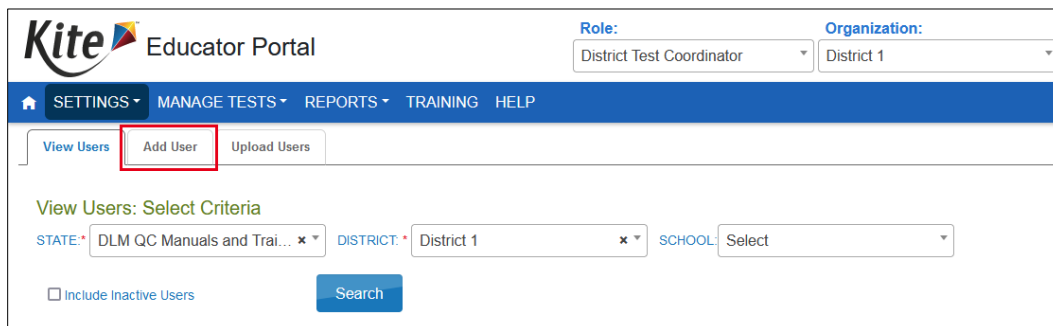 Kite Educator Portal
Role:
District Test Coordinator
Organization:
District 1
SETTINGS MANAGE TESTS REPORTS TRAINING HELP
View Users Add User Upload Users
View Users: Select Criteria
STATE:* DLM QC Manuals and Trai... × DISTRICT: * District 1 × SCHOOL: Select
Include Inactive Users Search